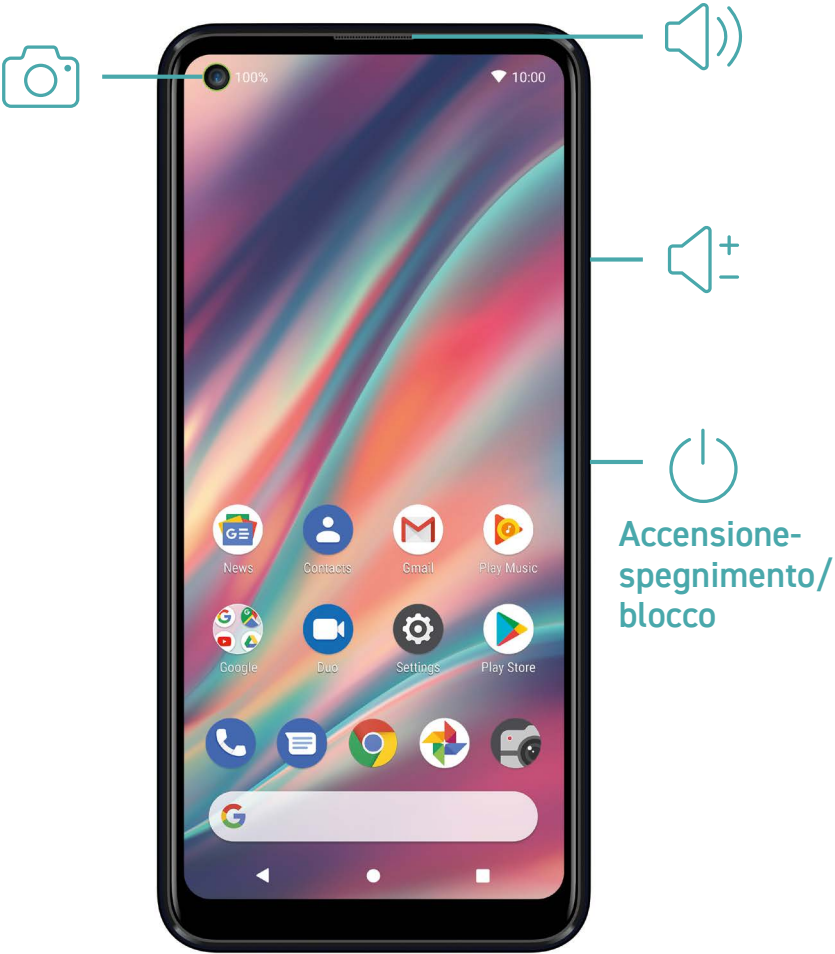 100% 10:00
News Contacts Gmail Play Music
Google Duo Settings Play Store
Accensione-
spegnimento/
blocco